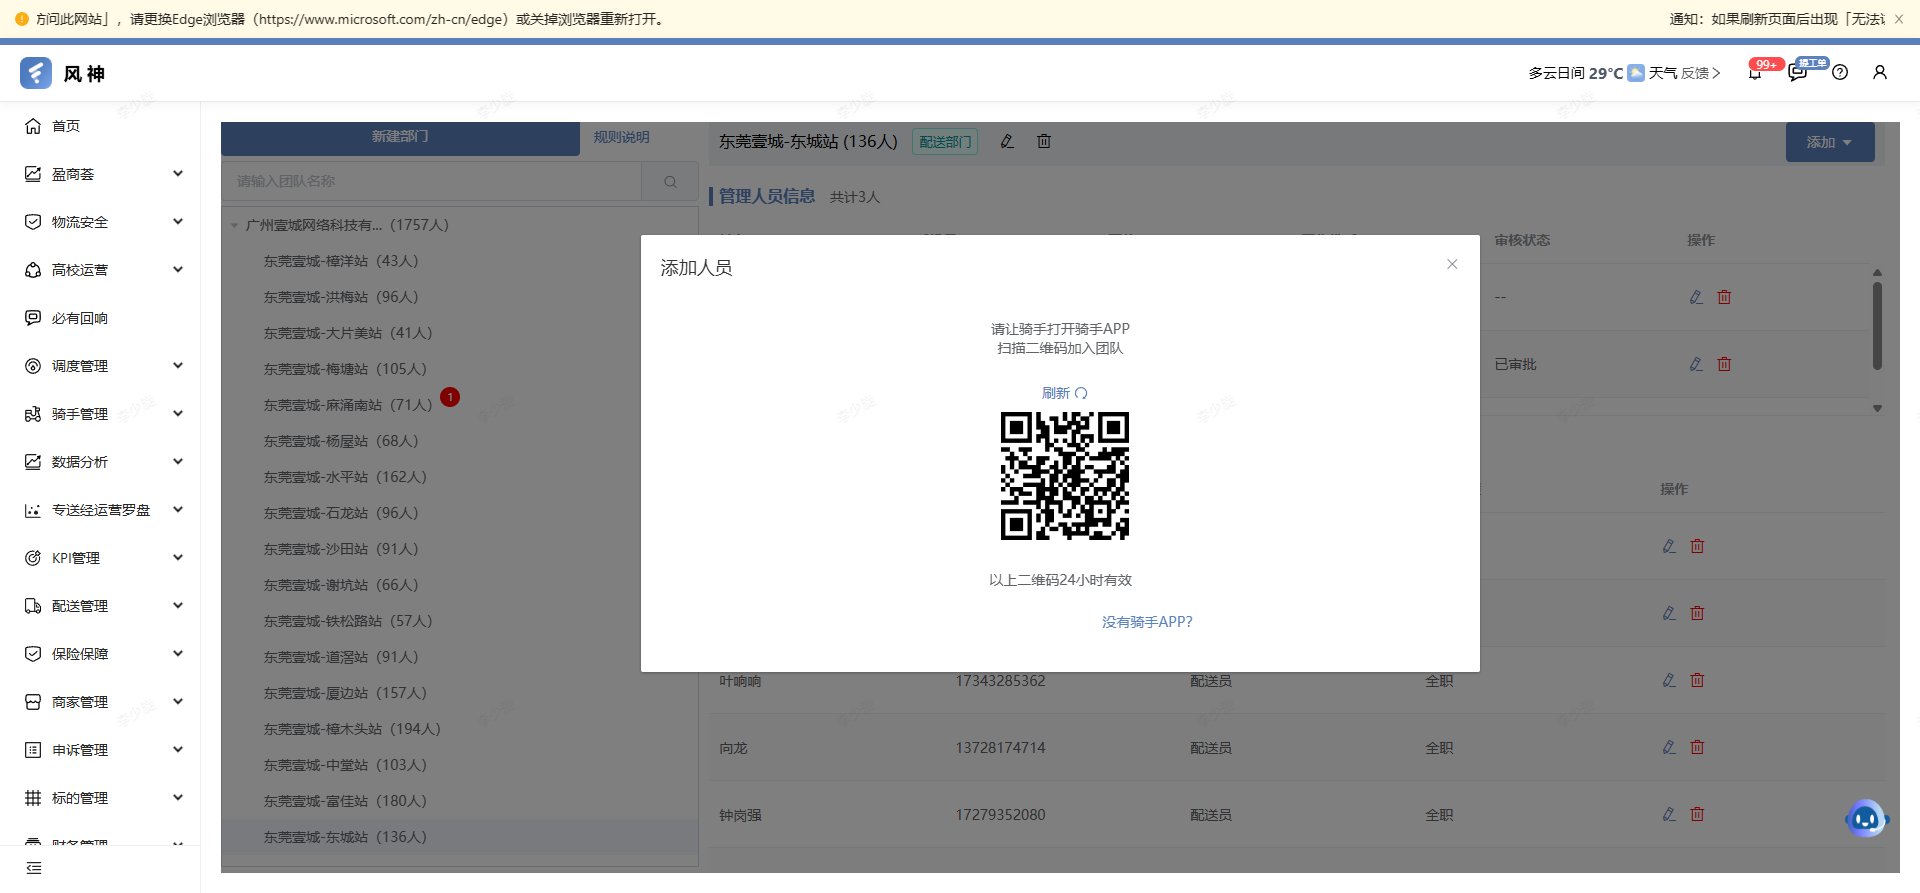 方问此网站」，请更换Edge浏览器（https://www.microsoft.com/zh-cn/edge）或关掉浏览器重新打开。
通知：如果刷新页面后出现「无法
风神
多云日间 29℃ 天气 反馈
99+
提工单
首页
盈商荟
物流安全
高校运营
必有回响
调度管理
骑手管理
数据分析
专送经运营罗盘
KPI管理
配送管理
保险保障
商家管理
申诉管理
标的管理
财务管理
新建部门
规则说明
请输入团队名称
广州壹城网络科技有...（1757人）
东莞壹城-樟洋站（43人）
东莞壹城-洪梅站（96人）
东莞壹城-大片美站（41人）
东莞壹城-梅塘站（105人）
东莞壹城-麻涌南站（71人）
1
东莞壹城-杨屋站（68人）
东莞壹城-水平站（162人）
东莞壹城-石龙站（96人）
东莞壹城-沙田站（91人）
东莞壹城-谢坑站（66人）
东莞壹城-铁松路站（57人）
东莞壹城-道滘站（91人）
东莞壹城-厦边站（157人）
东莞壹城-樟木头站（194人）
东莞壹城-中堂站（103人）
东莞壹城-富佳站（180人）
东莞壹城-东城站（136人）
东莞壹城-东城站 (136人)
配送部门
添加
管理人员信息 共计3人
审核状态 操作
--
已审批
操作
添加人员
请让骑手打开骑手APP
扫描二维码加入团队
刷新
以上二维码24小时有效
没有骑手APP?
叶响响 17343285362 配送员 全职
向龙 13728174714 配送员 全职
钟岗强 17279352080 配送员 全职